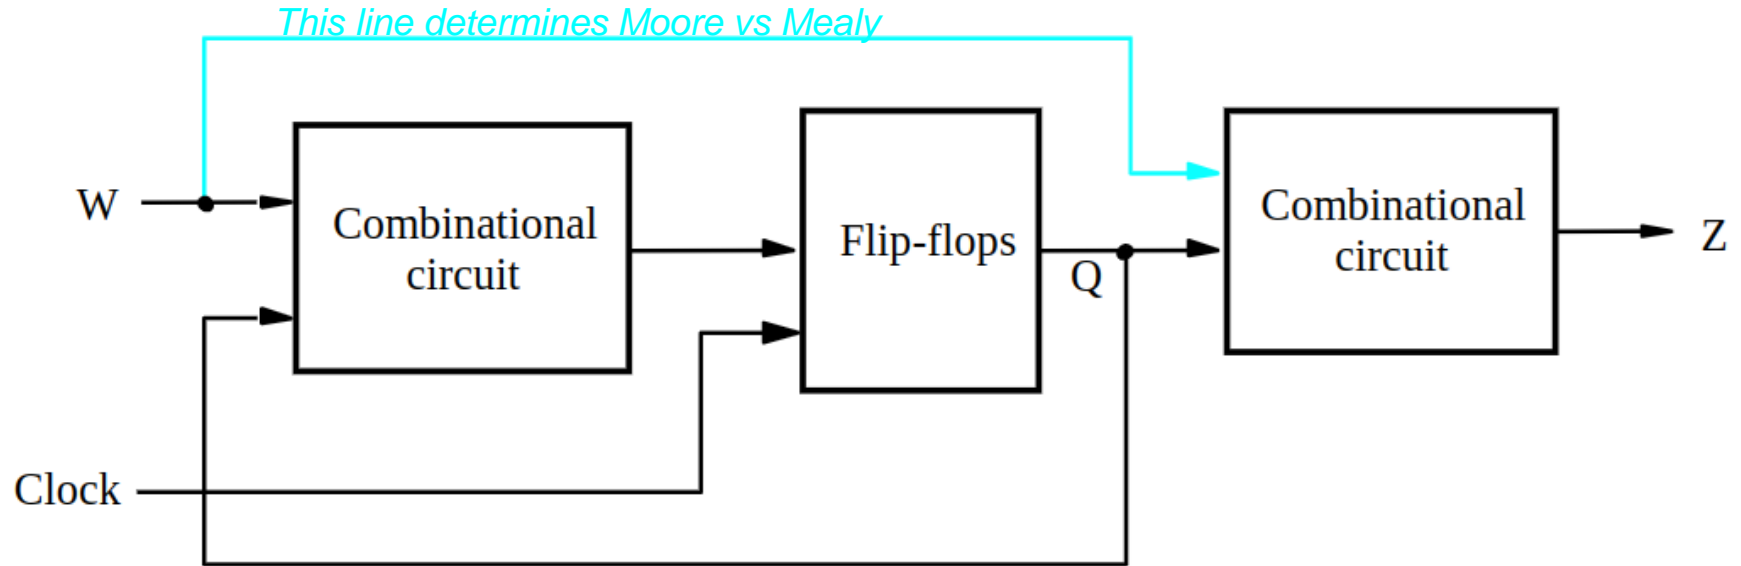 This line determines Moore vs Mealy
W
Combinational
circuit
Flip-flops
Q
Combinational
circuit
Z
Clock